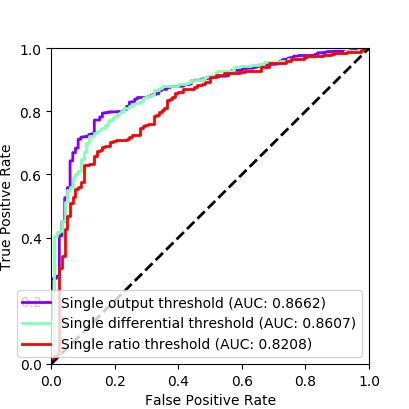 1.0
0.8
0.6
0.4
0.2
0.0
True Positive Rate
Single output threshold (AUC: 0.8662)
Single differential threshold (AUC: 0.8607)
Single ratio threshold (AUC: 0.8208)
0.0 0.2 0.4 0.6 0.8 1.0
False Positive Rate